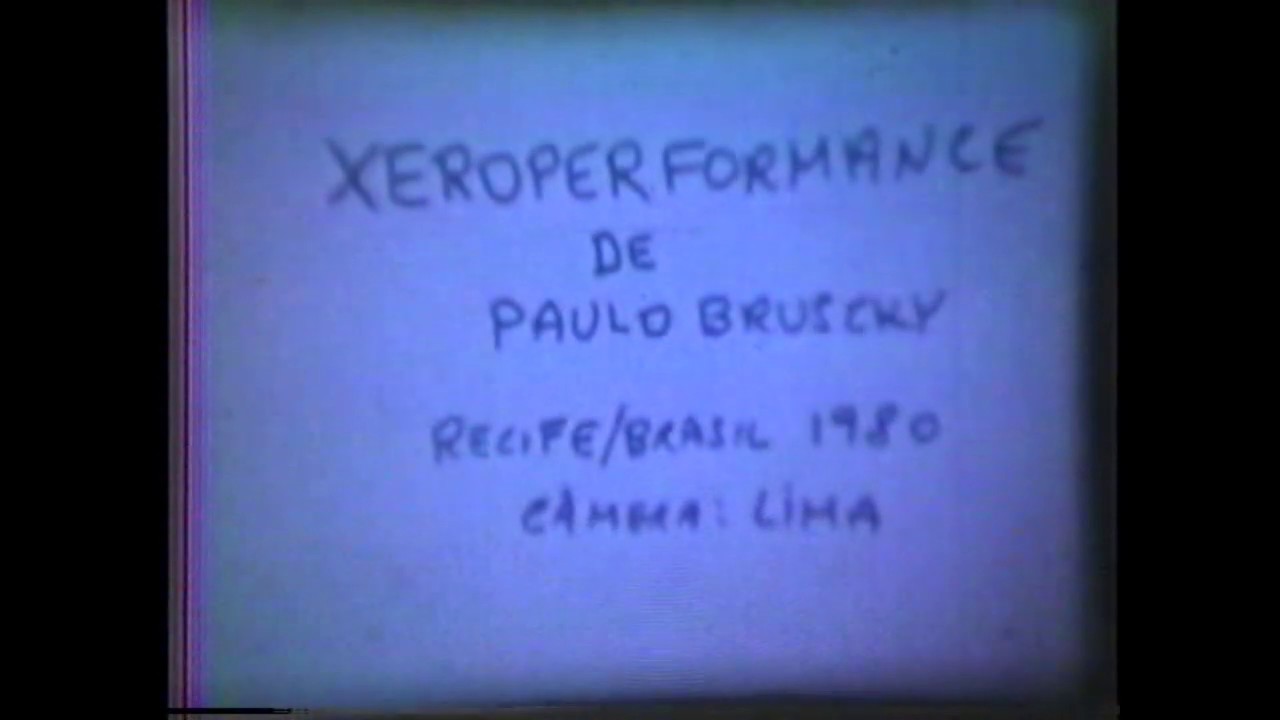 XEROPERFORMANCE
DE
PAULO BRUSCKY
RECIFE/BRASIL 1980
CÂMERA: LIMA